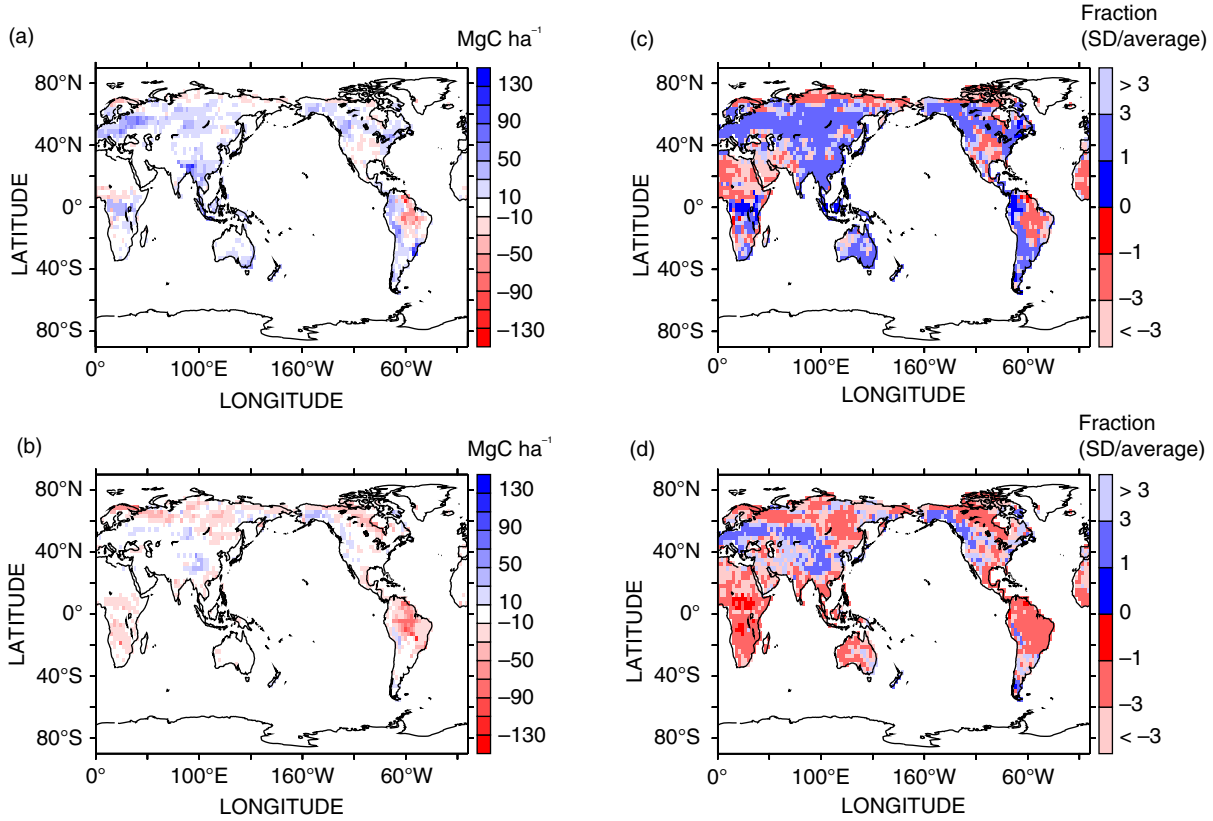 (a)
MgC ha⁻¹
80°N
40°N
0°
40°S
80°S
LATITUDE
0°
100°E
160°W
60°W
LONGITUDE
130
90
50
10
–10
–50
–90
–130
(c)
Fraction
(SD/average)
80°N
40°N
0°
40°S
80°S
LATITUDE
0°
100°E
160°W
60°W
LONGITUDE
> 3
3
1
0
–1
–3
< –3
(b)
MgC ha⁻¹
80°N
40°N
0°
40°S
80°S
LATITUDE
0°
100°E
160°W
60°W
LONGITUDE
130
90
50
10
–10
–50
–90
–130
(d)
Fraction
(SD/average)
80°N
40°N
0°
40°S
80°S
LATITUDE
0°
100°E
160°W
60°W
LONGITUDE
> 3
3
1
0
–1
–3
< –3